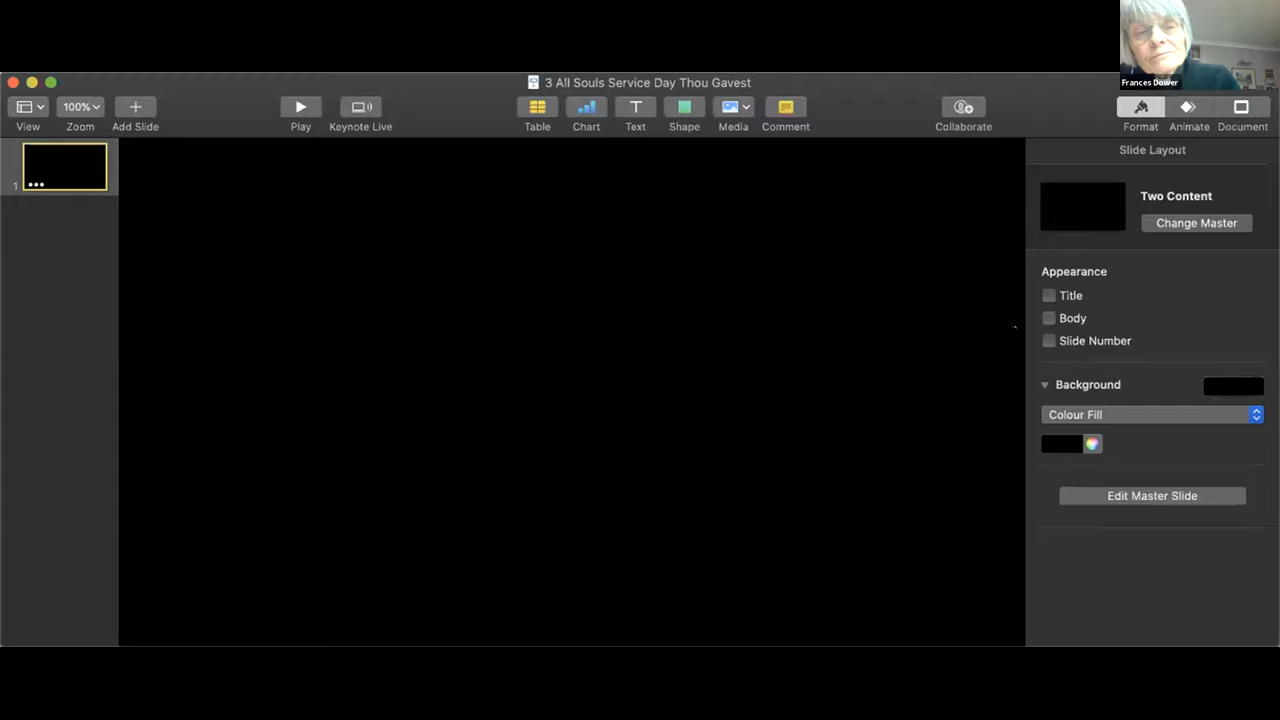 Frances Dower
3 All Souls Service Day Thou Gavest
100%
View
Zoom
Add Slide
Play
Keynote Live
Table
Chart
Text
Shape
Media
Comment
Collaborate
Format
Animate
Document
1
Slide Layout
Two Content
Change Master
Appearance
Title
Body
Slide Number
Background
Colour Fill
Edit Master Slide